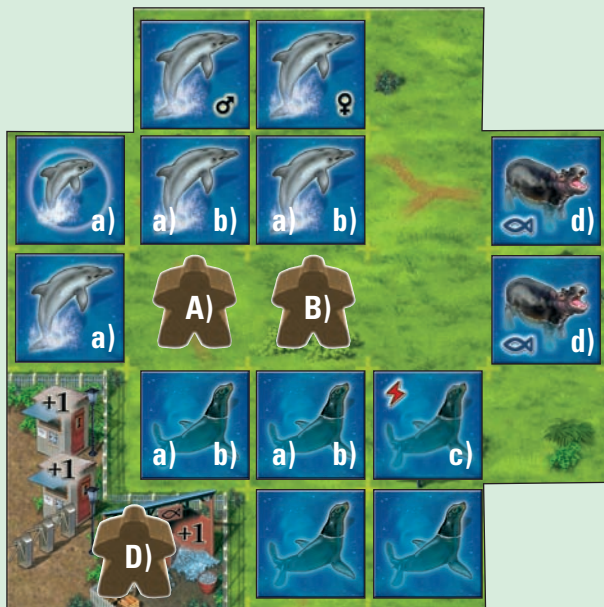 ♂ ♀
a) a) b) a) b) d)
a) A) B) d)
+1
a) b) a) b) c)
+1
D) +1